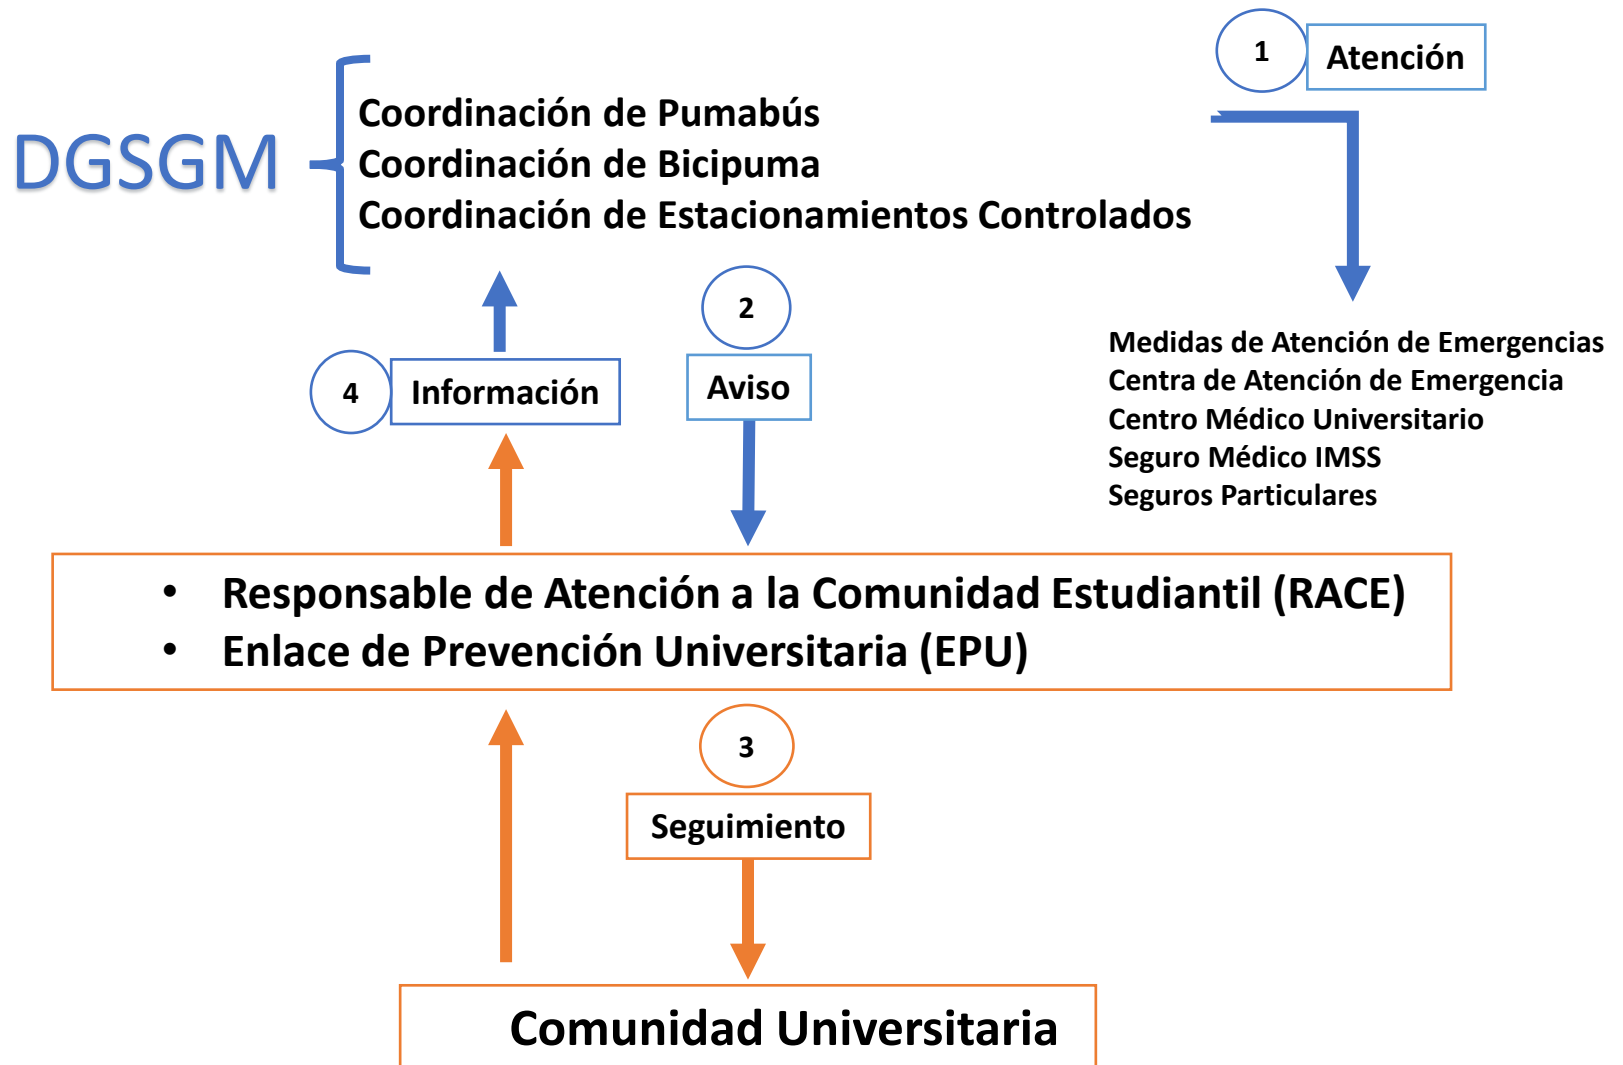 1
Atención
DGSGM
Coordinación de Pumabús
Coordinación de Bicipuma
Coordinación de Estacionamientos Controlados
2
Aviso
4
Información
Medidas de Atención de Emergencias
Centra de Atención de Emergencia
Centro Médico Universitario
Seguro Médico IMSS
Seguros Particulares
• Responsable de Atención a la Comunidad Estudiantil (RACE)
• Enlace de Prevención Universitaria (EPU)
3
Seguimiento
Comunidad Universitaria